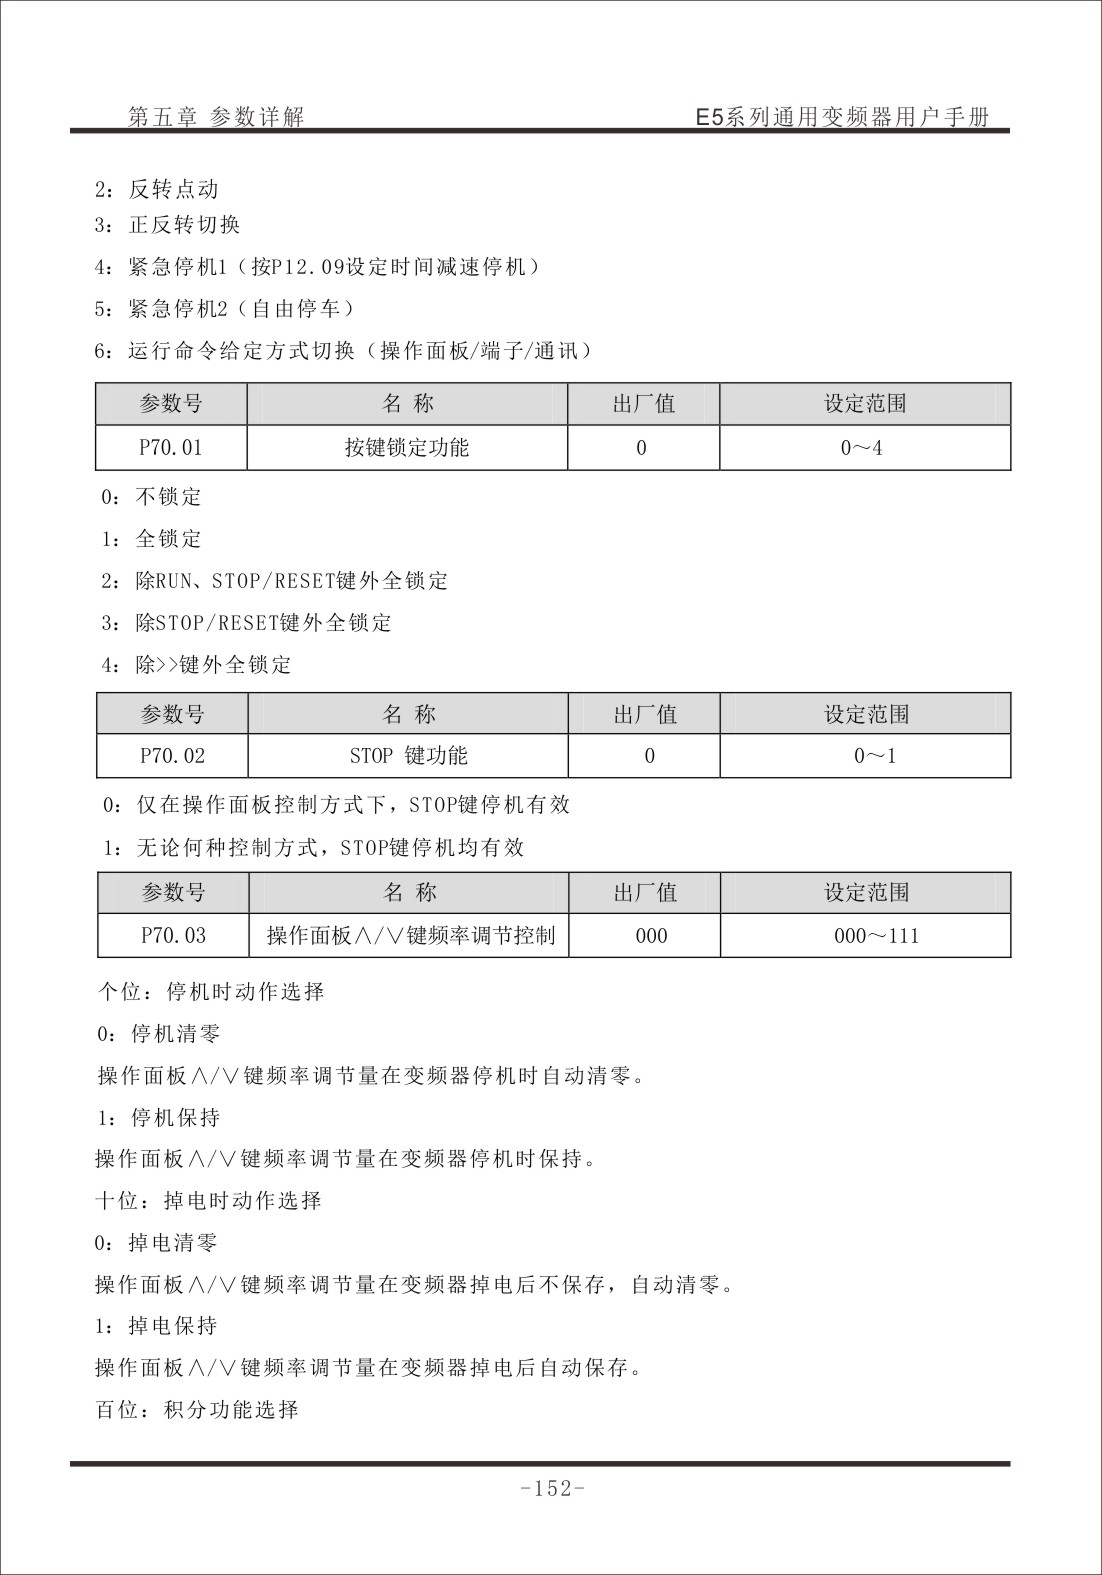 第五章 参数详解 E5系列通用变频器用户手册
2：反转点动
3：正反转切换
4：紧急停机1（按P12.09设定时间减速停机）
5：紧急停机2（自由停车）
6：运行命令给定方式切换（操作面板/端子/通讯）
参数号 名 称 出厂值 设定范围
P70.01 按键锁定功能 0 0～4
0：不锁定
1：全锁定
2：除RUN、STOP/RESET键外全锁定
3：除STOP/RESET键外全锁定
4：除>>键外全锁定
参数号 名 称 出厂值 设定范围
P70.02 STOP 键功能 0 0～1
0：仅在操作面板控制方式下，STOP键停机有效
1：无论何种控制方式，STOP键停机均有效
参数号 名 称 出厂值 设定范围
P70.03 操作面板∧/∨键频率调节控制 000 000～111
个位：停机时动作选择
0：停机清零
操作面板∧/∨键频率调节量在变频器停机时自动清零。
1：停机保持
操作面板∧/∨键频率调节量在变频器停机时保持。
十位：掉电时动作选择
0：掉电清零
操作面板∧/∨键频率调节量在变频器掉电后不保存，自动清零。
1：掉电保持
操作面板∧/∨键频率调节量在变频器掉电后自动保存。
百位：积分功能选择
-152-